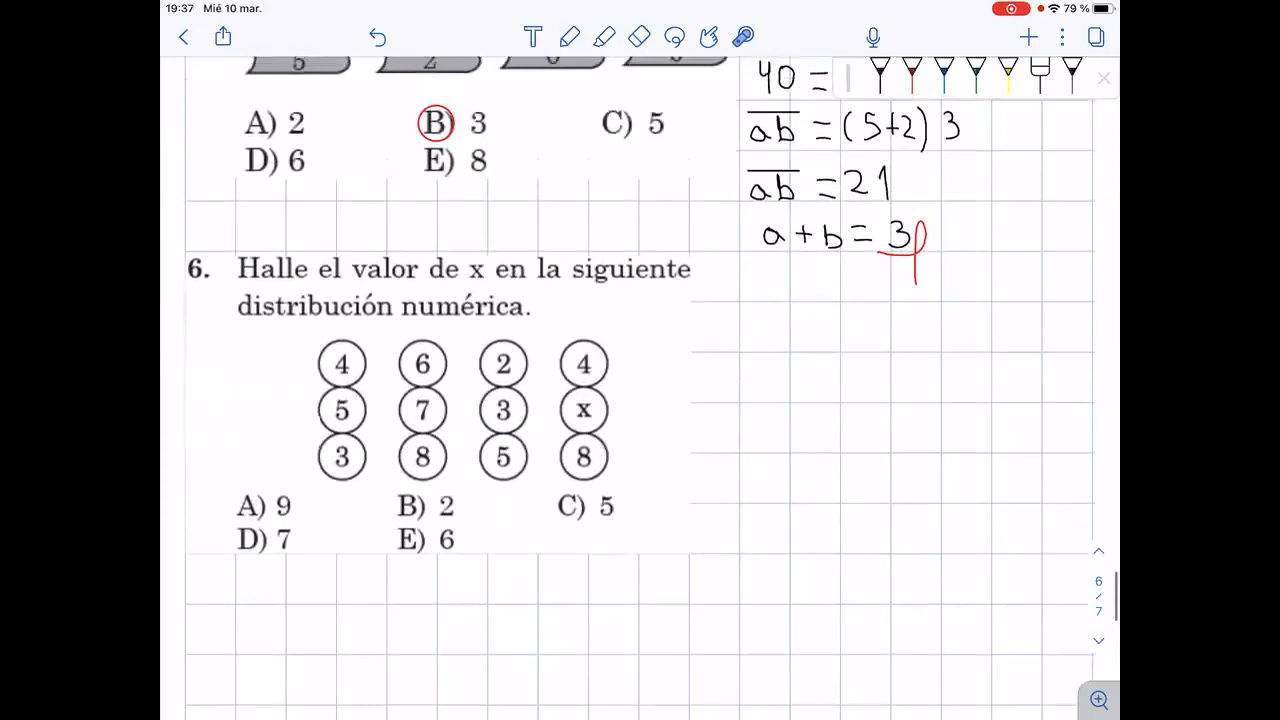 19:37 Mié 10 mar. 79 %
T
5 2
A) 2 B) 3 C) 5
D) 6 E) 8
40 =
ab = (5+2) 3
ab = 21
a + b = 3
6. Halle el valor de x en la siguiente
distribución numérica.
4 6 2 4
5 7 3 x
3 8 5 8
A) 9 B) 2 C) 5
D) 7 E) 6
6
/
7